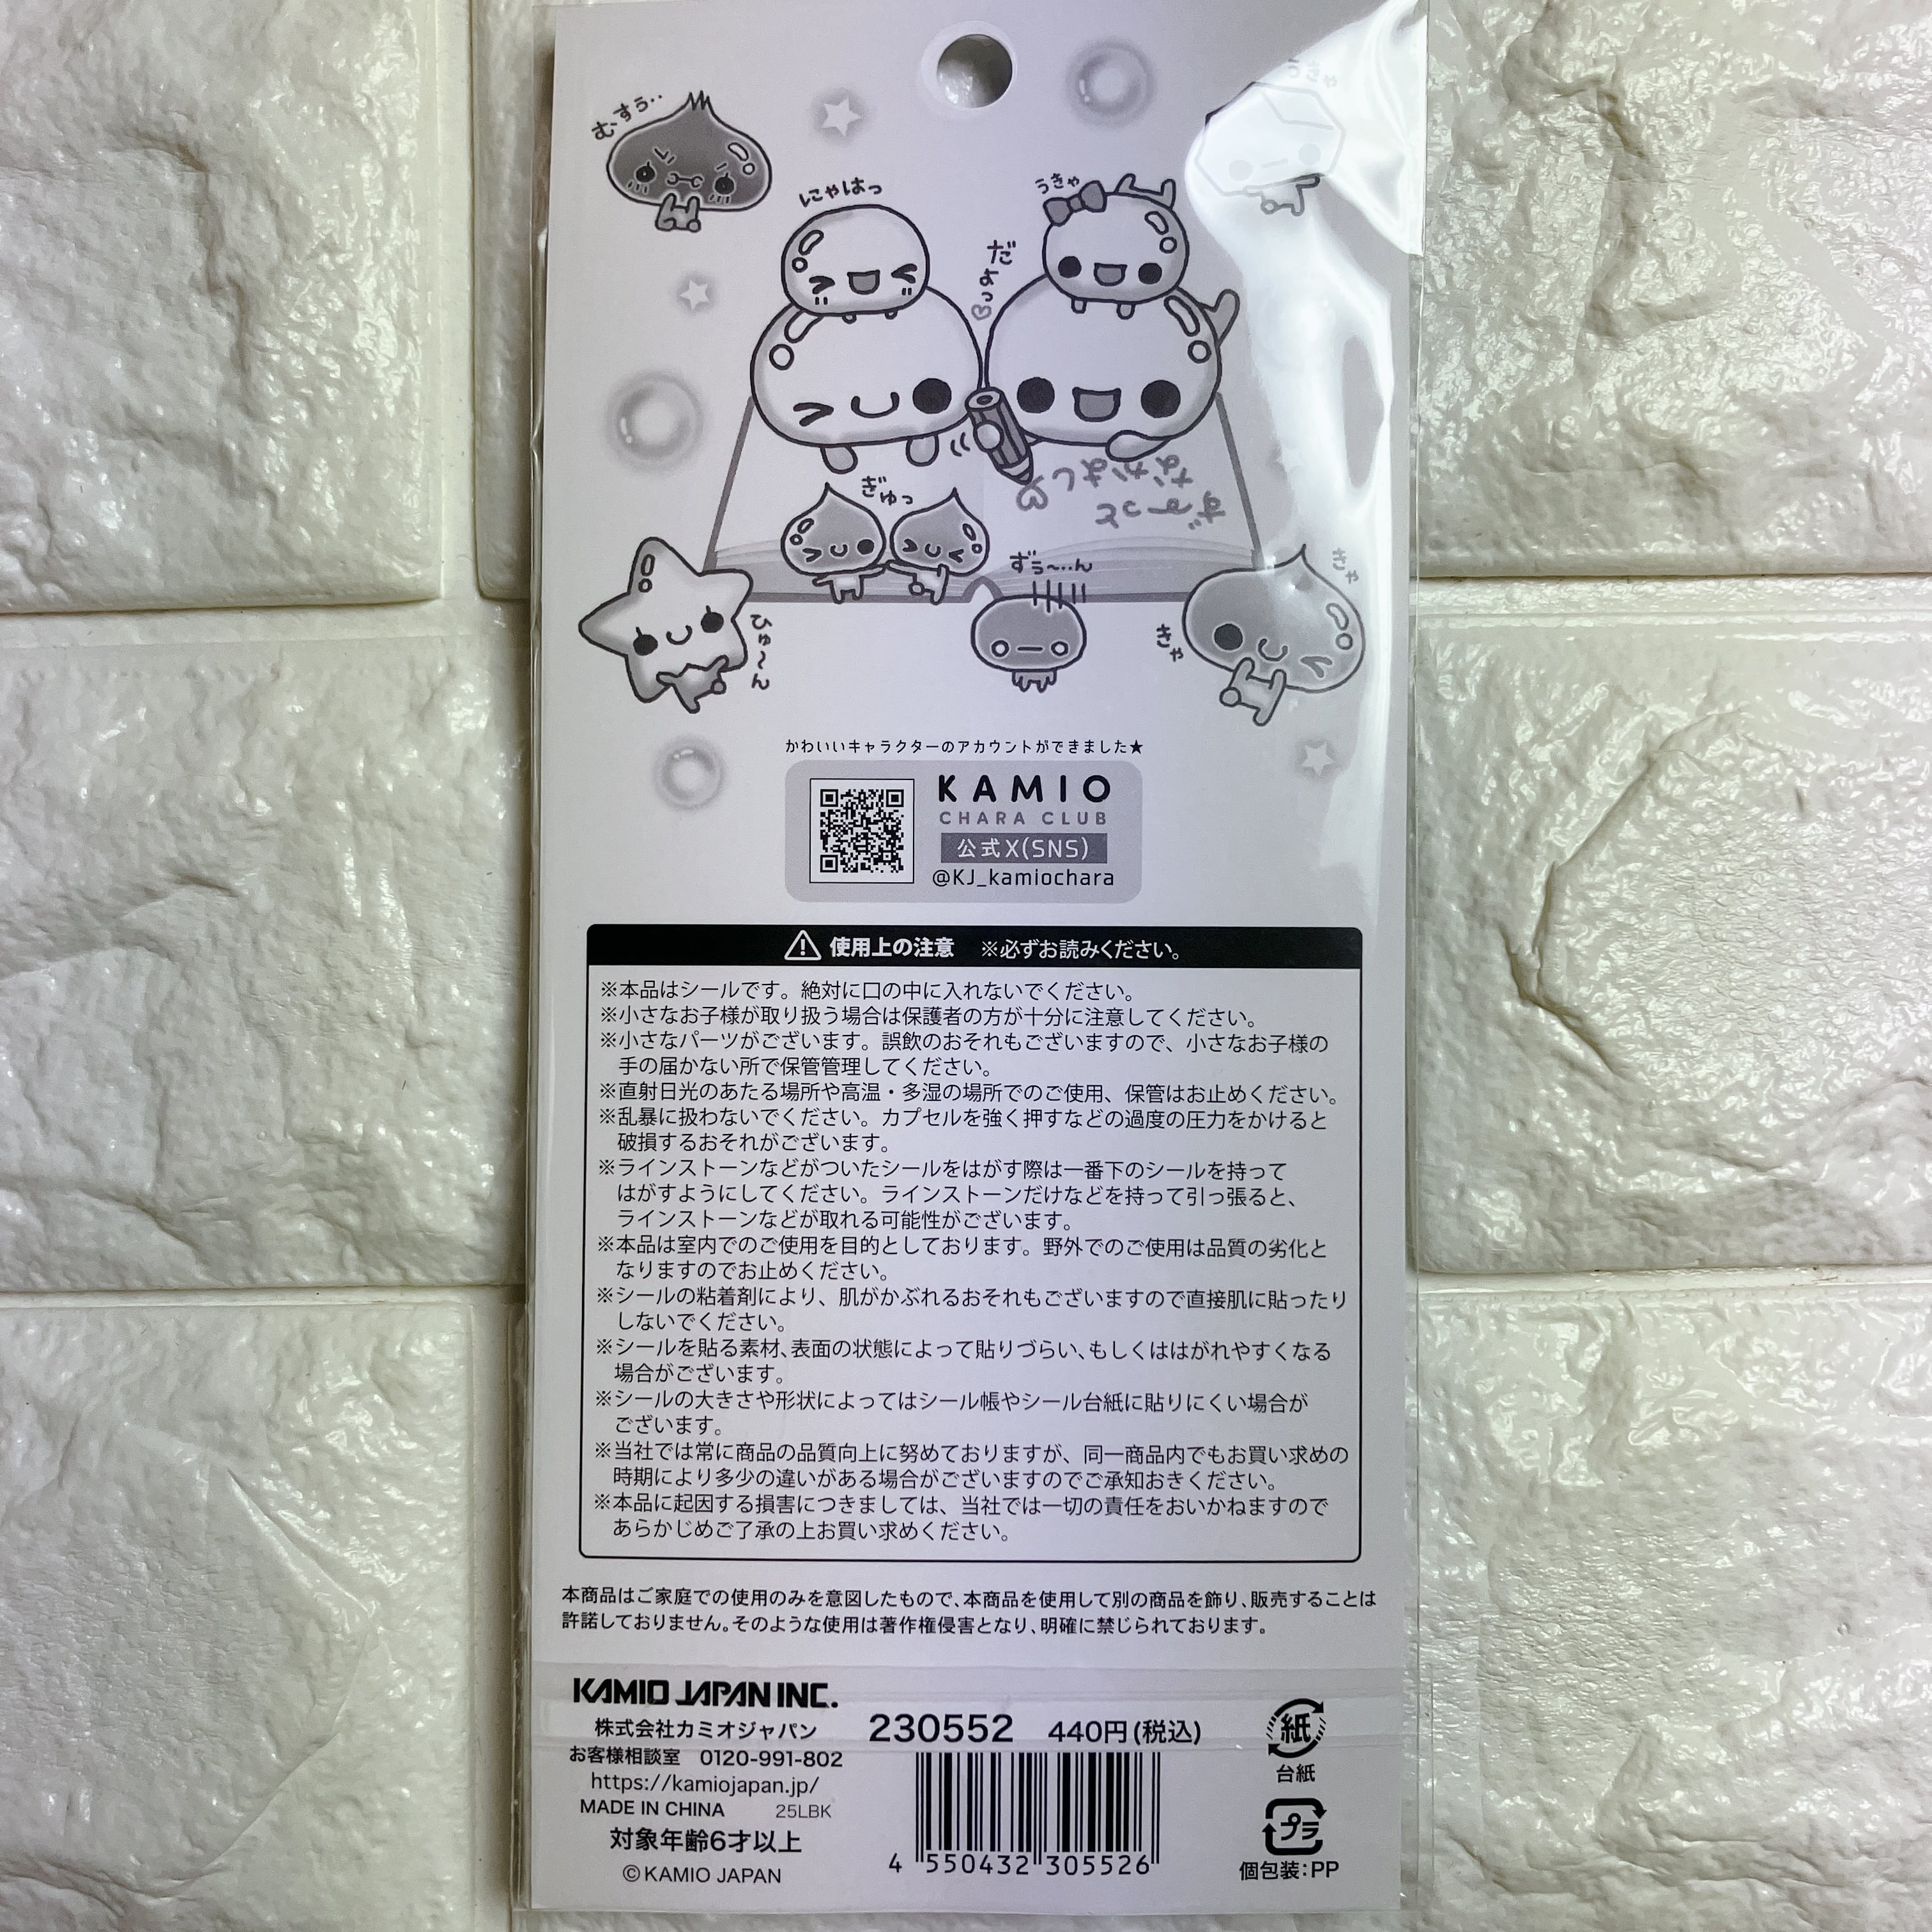 むすぅ‥
うきゃ
にゃはっ
うきゃ
だよっ♡
ず〜っと
なかよし♡
ぎゅっ
ずぅ〜‥ん
ひゅ〜ん
きゃ
きゃ
かわいいキャラクターのアカウントができました★
KAMIO
CHARA CLUB
公式X(SNS)
@KJ_kamiochara
使用上の注意 ※必ずお読みください。
※本品はシールです。絶対に口の中に入れないでください。
※小さなお子様が取り扱う場合は保護者の方が十分に注意してください。
※小さなパーツがございます。誤飲のおそれもございますので、小さなお子様の
手の届かない所で保管管理してください。
※直射日光のあたる場所や高温・多湿の場所でのご使用、保管はお止めください。
※乱暴に扱わないでください。カプセルを強く押すなどの過度の圧力をかけると
破損するおそれがございます。
※ラインストーンなどがついたシールをはがす際は一番下のシールを持って
はがすようにしてください。ラインストーンだけなどを持って引っ張ると、
ラインストーンなどが取れる可能性がございます。
※本品は室内でのご使用を目的としております。野外でのご使用は品質の劣化と
なりますのでお止めください。
※シールの粘着剤により、肌がかぶれるおそれもございますので直接肌に貼ったり
しないでください。
※シールを貼る素材、表面の状態によって貼りづらい、もしくははがれやすくなる
場合がございます。
※シールの大きさや形状によってはシール帳やシール台紙に貼りにくい場合が
ございます。
※当社では常に商品の品質向上に努めておりますが、同一商品内でもお買い求めの
時期により多少の違いがある場合がございますのでご承知おきください。
※本品に起因する損害につきましては、当社では一切の責任をおいかねますので
あらかじめご了承の上お買い求めください。
本商品はご家庭での使用のみを意図したもので、本商品を使用して別の商品を飾り、販売することは
許諾しておりません。そのような使用は著作権侵害となり、明確に禁じられております。
KAMIO JAPAN INC.
株式会社カミオジャパン
お客様相談室 0120-991-802
https://kamiojapan.jp/
MADE IN CHINA 25LBK
対象年齢6才以上
©KAMIO JAPAN
230552 440円(税込)
4 550432 305526
紙
台紙
プラ
個包装:PP